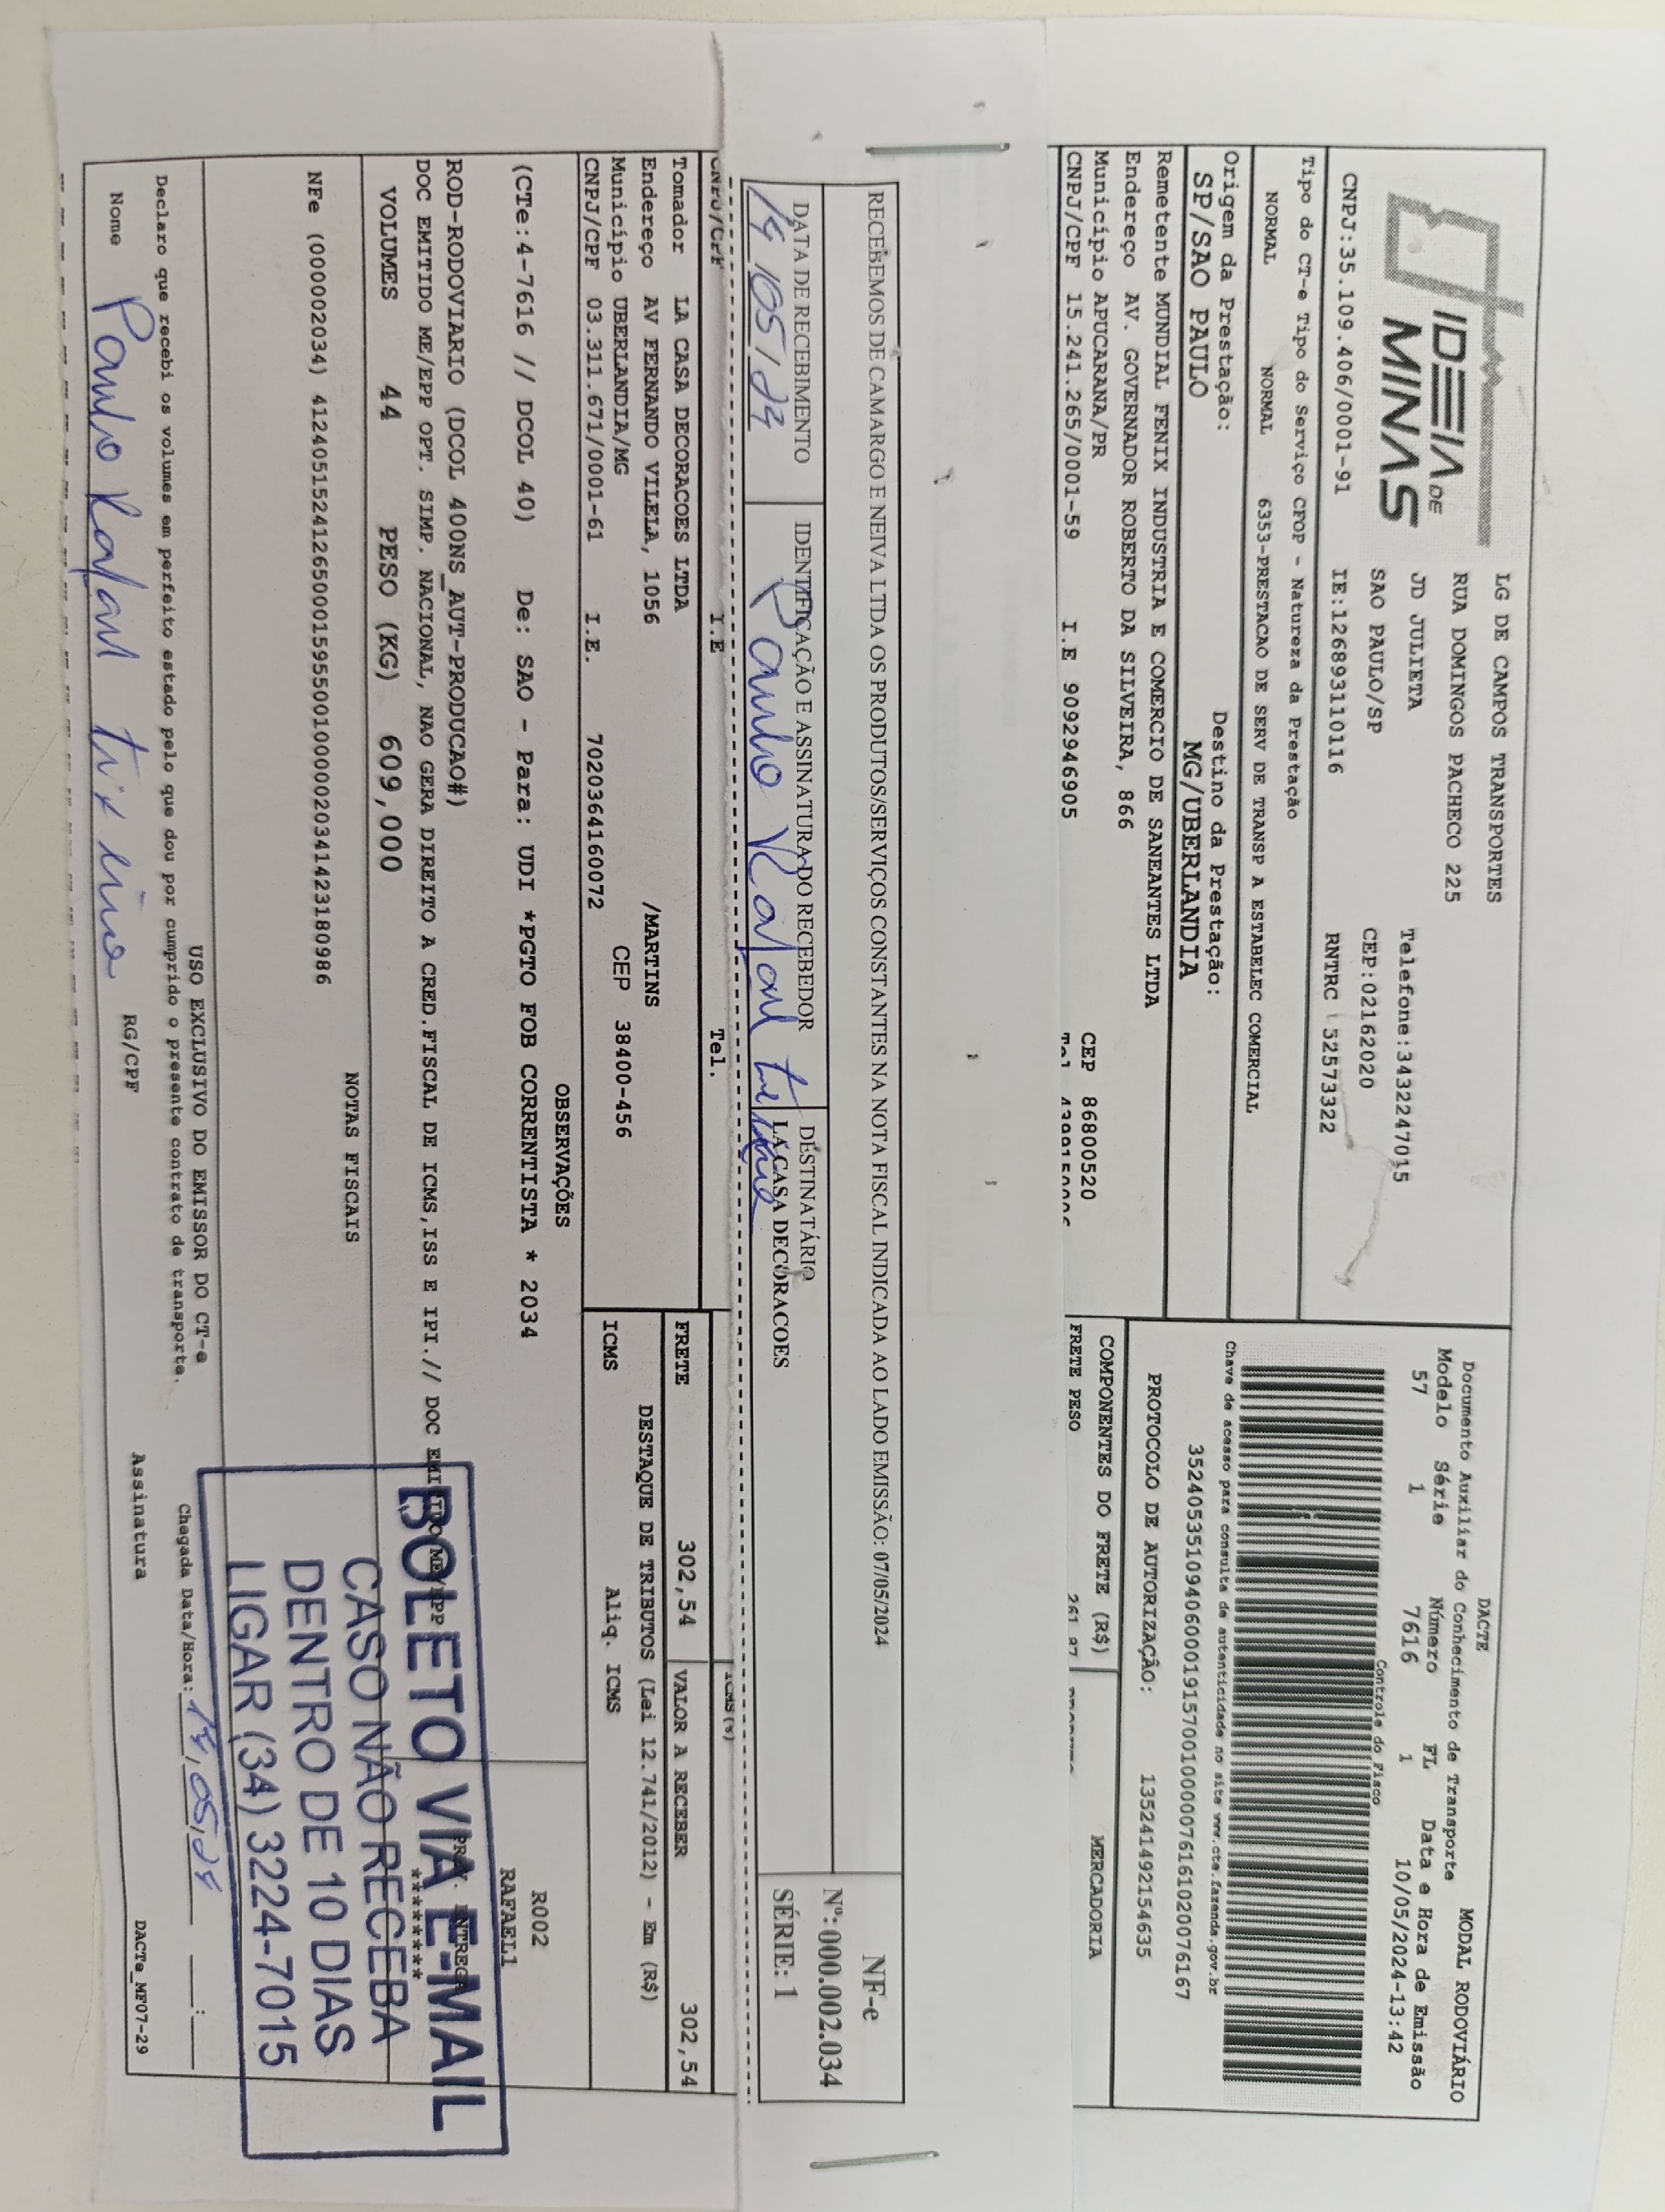 IDEIA DE
MINAS
LG DE CAMPOS TRANSPORTES
RUA DOMINGOS PACHECO 225
JD JULIETA
SAO PAULO/SP
Telefone:3432247015
CEP:02162020
CNPJ:35.109.406/0001-91 IE:126893110116 RNTRC 52573322
DACTE MODAL RODOVIÁRIO
Documento Auxiliar do Conhecimento de Transporte
Modelo Série Número FL Data e Hora de Emissão
57 1 7616 1 10/05/2024-13:42
Controle do Fisco
Tipo do CT-e Tipo do Serviço CFOP - Natureza da Prestação
NORMAL NORMAL 6353-PRESTACAO DE SERV DE TRANSP A ESTABELEC COMERCIAL
Chave de acesso para consulta de autenticidade no site www.cte.fazenda.gov.br
35240535109406000191570010000076161020076167
Origem da Prestação: Destino da Prestação:
SP/SAO PAULO MG/UBERLANDIA
PROTOCOLO DE AUTORIZAÇÃO: 135241492154635
Remetente MUNDIAL FENIX INDUSTRIA E COMERCIO DE SANEANTES LTDA
Endereço AV. GOVERNADOR ROBERTO DA SILVEIRA, 866
Município APUCARANA/PR CEP 86800520
CNPJ/CPF 15.241.265/0001-59 I.E 9092946905
COMPONENTES DO FRETE (R$) MERCADORIA
FRETE PESO
RECEBEMOS DE CAMARGO E NEIVA LTDA OS PRODUTOS/SERVIÇOS CONSTANTES NA NOTA FISCAL INDICADA AO LADO EMISSÃO: 07/05/2024
NF-e
Nº: 000.002.034
SÉRIE: 1
DATA DE RECEBIMENTO IDENTIFICAÇÃO E ASSINATURA DO RECEBEDOR DESTINATÁRIO
LA CASA DECORACOES
14/05/24 Paulo Rafael
CNPJ/CPF I.E Tel.
Tomador LA CASA DECORACOES LTDA
Endereço AV FERNANDO VILELA, 1056 /MARTINS
Município UBERLANDIA/MG CEP 38400-456
CNPJ/CPF 03.311.671/0001-61 I.E. 7020364160072
FRETE 302,54 VALOR A RECEBER 302,54
DESTAQUE DE TRIBUTOS (Lei 12.741/2012) - Em (R$)
ICMS Aliq. ICMS
OBSERVAÇÕES
(CTe:4-7616 // DCOL 40) De: SAO - Para: UDI *PGTO FOB CORRENTISTA * 2034
R002
RAFAEL1
ROD-RODOVIARIO (DCOL 400NS_AUT-PRODUCAO#)
DOC EMITIDO ME/EPP OPT. SIMP. NACIONAL, NAO GERA DIREITO A CRED.FISCAL DE ICMS,ISS E IPI.// DOC EMITIDO ME/EPP
PRAZ. ENTREGA
********
VOLUMES 44 PESO (KG) 609,000
NOTAS FISCAIS
NFe (000002034) 41240515241265000159550010000020341423180986
BOLETO VIA E-MAIL
CASO NÃO RECEBA
DENTRO DE 10 DIAS
LIGAR (34) 3224-7015
USO EXCLUSIVO DO EMISSOR DO CT-e
Declaro que recebi os volumes em perfeito estado pelo que dou por cumprido o presente contrato de transporte.
Chegada Data/Hora: 14,05,24 __:__
Nome Paulo Rafael RG/CPF Assinatura
DACTe_MF07-29